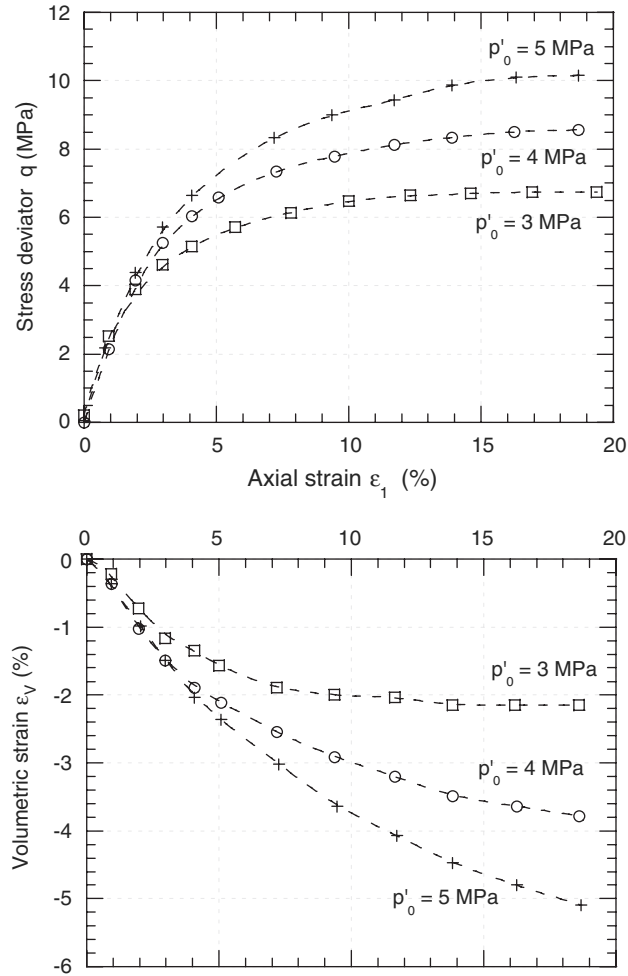 12
10
8
6
4
2
0
Stress deviator q (MPa)
p'0 = 5 MPa
p'0 = 4 MPa
p'0 = 3 MPa
0 5 10 15 20
Axial strain ε1 (%)
0 5 10 15 20
0
-1
-2
-3
-4
-5
-6
Volumetric strain εV (%)
p'0 = 3 MPa
p'0 = 4 MPa
p'0 = 5 MPa